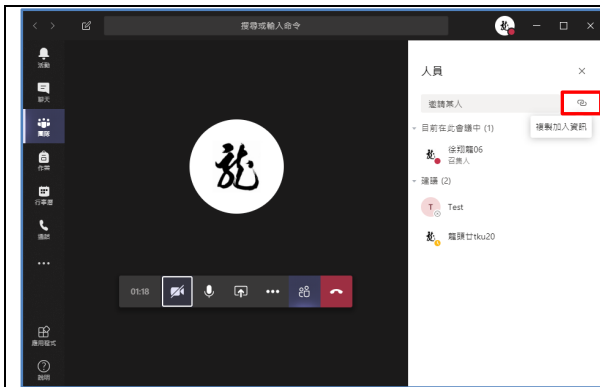 搜尋或輸入命令
活動
聊天
團隊
作業
行事曆
通話
應用程式
說明
龍
01:18
人員
邀請某人
複製加入資訊
目前在此會議中 (1)
徐翔龍06
召集人
建議 (2)
T Test
龍頭廿tku20